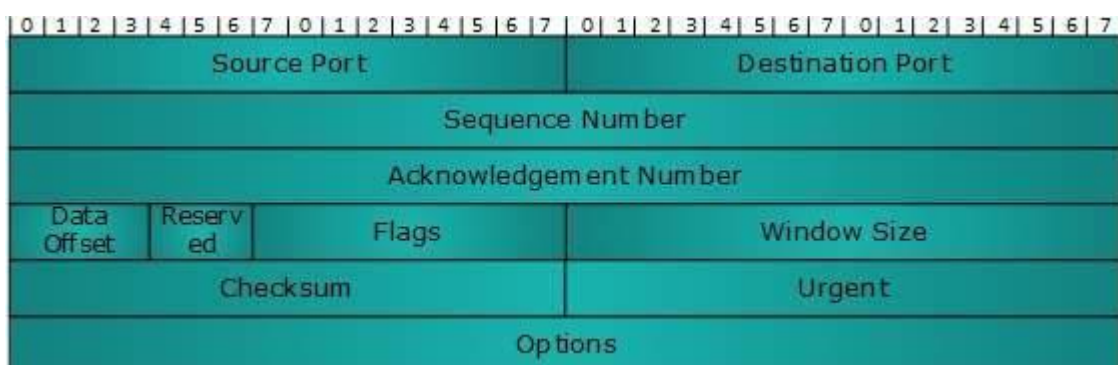 0 1 2 3 4 5 6 7 0 1 2 3 4 5 6 7 0 1 2 3 4 5 6 7 0 1 2 3 4 5 6 7
Source Port Destination Port
Sequence Number
Acknowledgement Number
Data Offset Reserved Flags Window Size
Checksum Urgent
Options